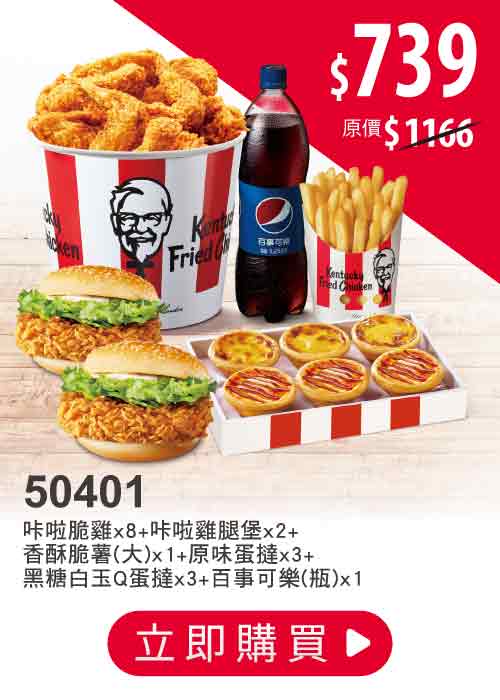 $739
原價$1166
Kentucky
Fried Chicken
百事可樂
Kentucky
Fried Chicken
50401
咔啦脆雞x8+咔啦雞腿堡x2+
香酥脆薯(大)x1+原味蛋撻x3+
黑糖白玉Q蛋撻x3+百事可樂(瓶)x1
立即購買